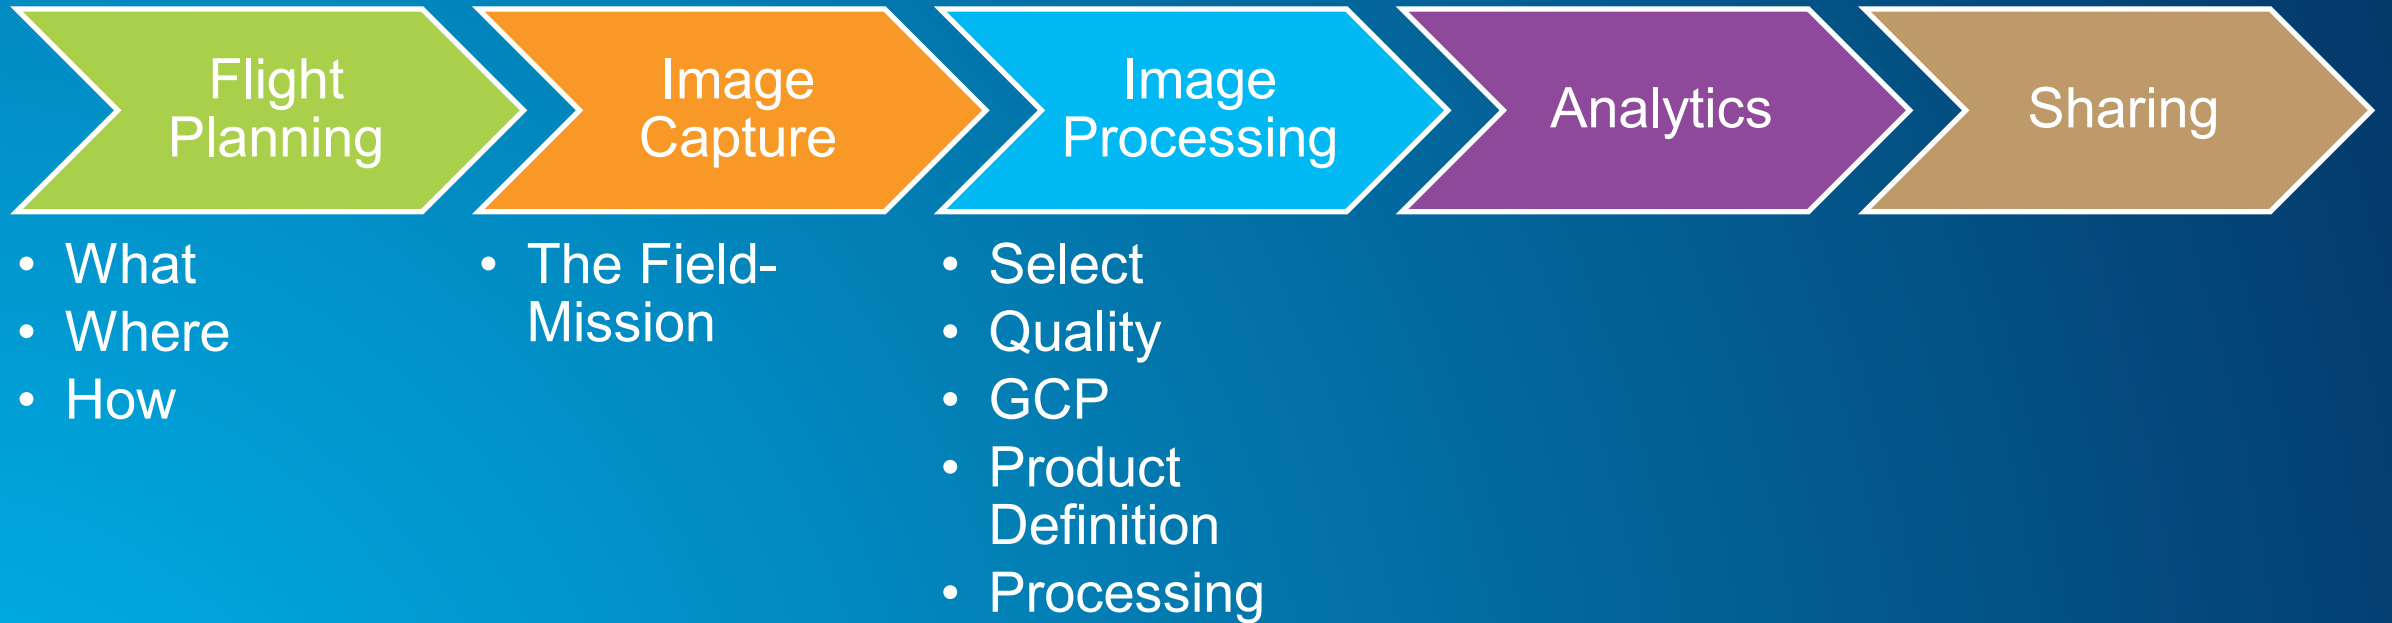 Flight
Planning
Image
Capture
Image
Processing
Analytics
Sharing
• What
• Where
• How
• The Field-
Mission
• Select
• Quality
• GCP
• Product
Definition
• Processing